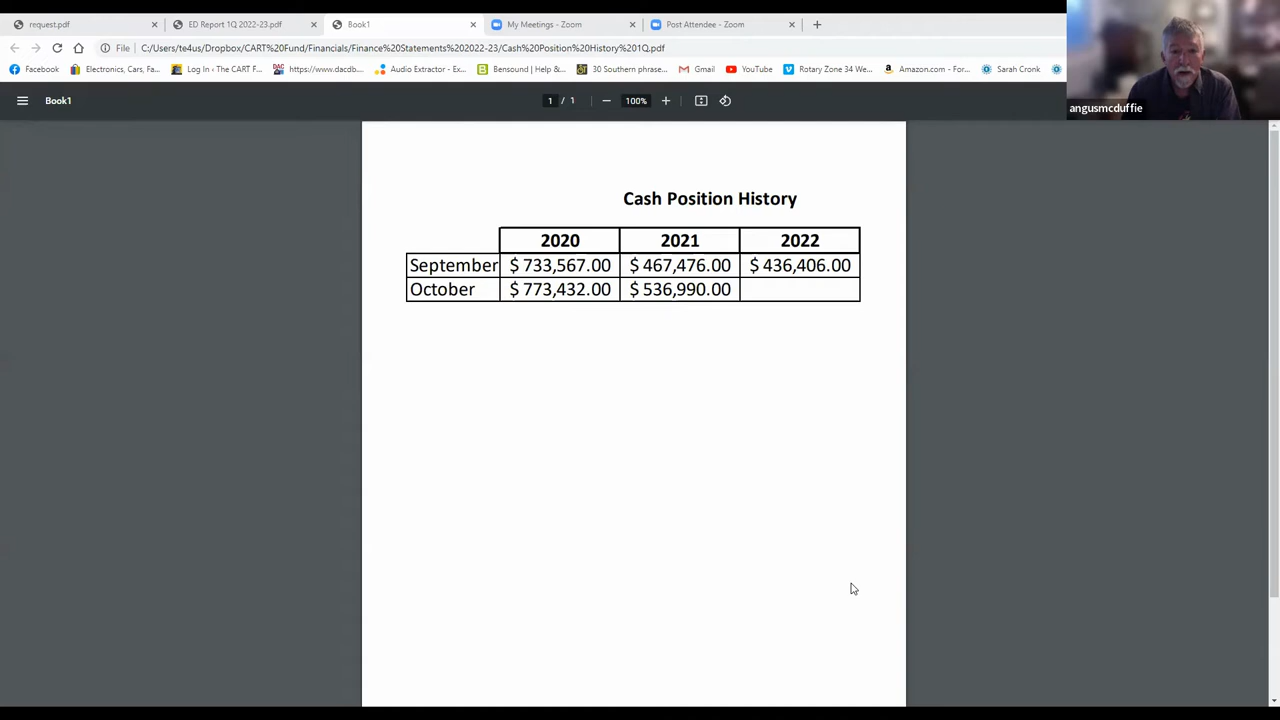 request.pdf
ED Report 1Q 2022-23.pdf
Book1
My Meetings - Zoom
Post Attendee - Zoom
File
C:/Users/te4us/Dropbox/CART%20Fund/Financials/Finance%20Statements%202022-23/Cash%20Position%20History%201Q.pdf
Facebook
Electronics, Cars, Fa...
Log In ‹ The CART F...
https://www.dacdb...
Audio Extractor - Ex...
Bensound | Help &...
30 Southern phrase...
Gmail
YouTube
Rotary Zone 34 We...
Amazon.com - For...
Sarah Cronk
Book1
1 / 1
100%
angusmcduffie
Cash Position History
2020 2021 2022
September $ 733,567.00 $ 467,476.00 $ 436,406.00
October $ 773,432.00 $ 536,990.00